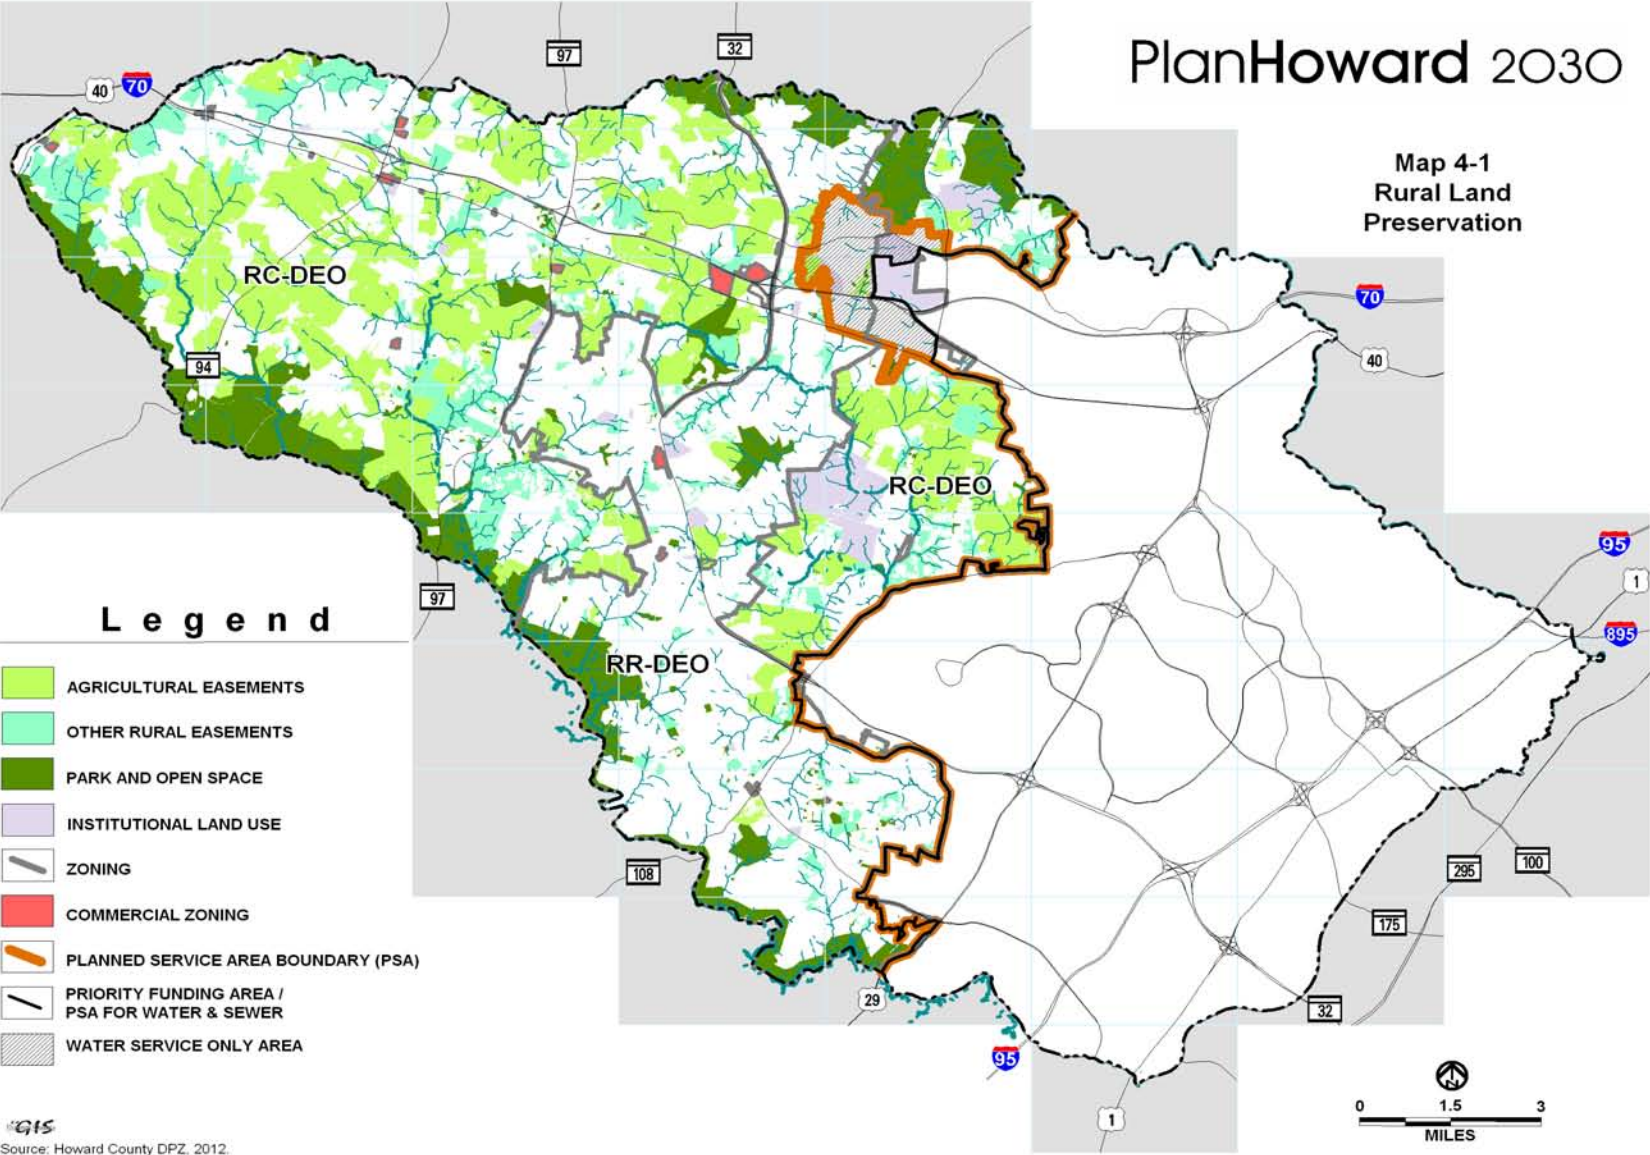 PlanHoward 2030
Map 4-1
Rural Land
Preservation
97
32
40
70
RC-DEO
94
70
40
RC-DEO
95
1
97
895
RR-DEO
Legend
AGRICULTURAL EASEMENTS
OTHER RURAL EASEMENTS
PARK AND OPEN SPACE
INSTITUTIONAL LAND USE
ZONING
COMMERCIAL ZONING
PLANNED SERVICE AREA BOUNDARY (PSA)
PRIORITY FUNDING AREA /
PSA FOR WATER & SEWER
WATER SERVICE ONLY AREA
108
295
100
175
29
32
95
1
0 1.5 3
MILES
GIS
Source: Howard County DPZ, 2012.